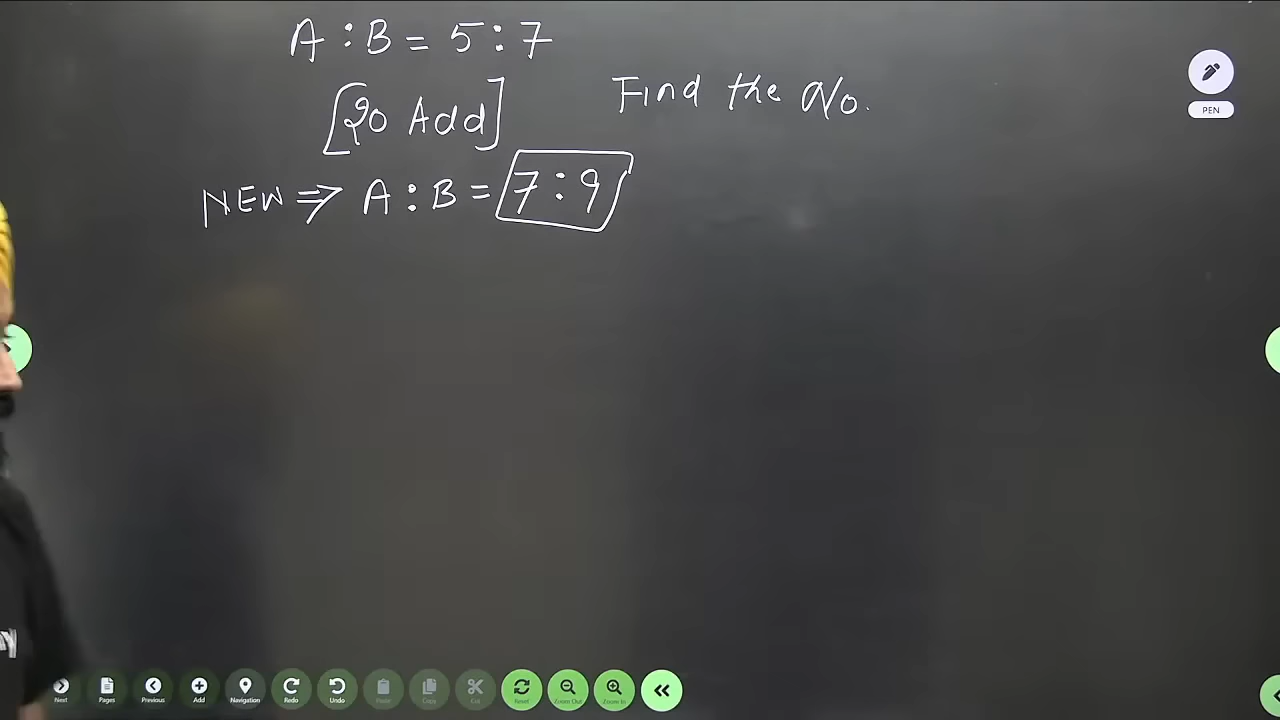 A : B = 5 : 7
[20 Add]
Find the No.
NEW ⇒ A : B = 7 : 9
PEN
Next
Pages
Previous
Add
Navigation
Redo
Undo
Paste
Copy
Cut
Reset
Zoom Out
Zoom In